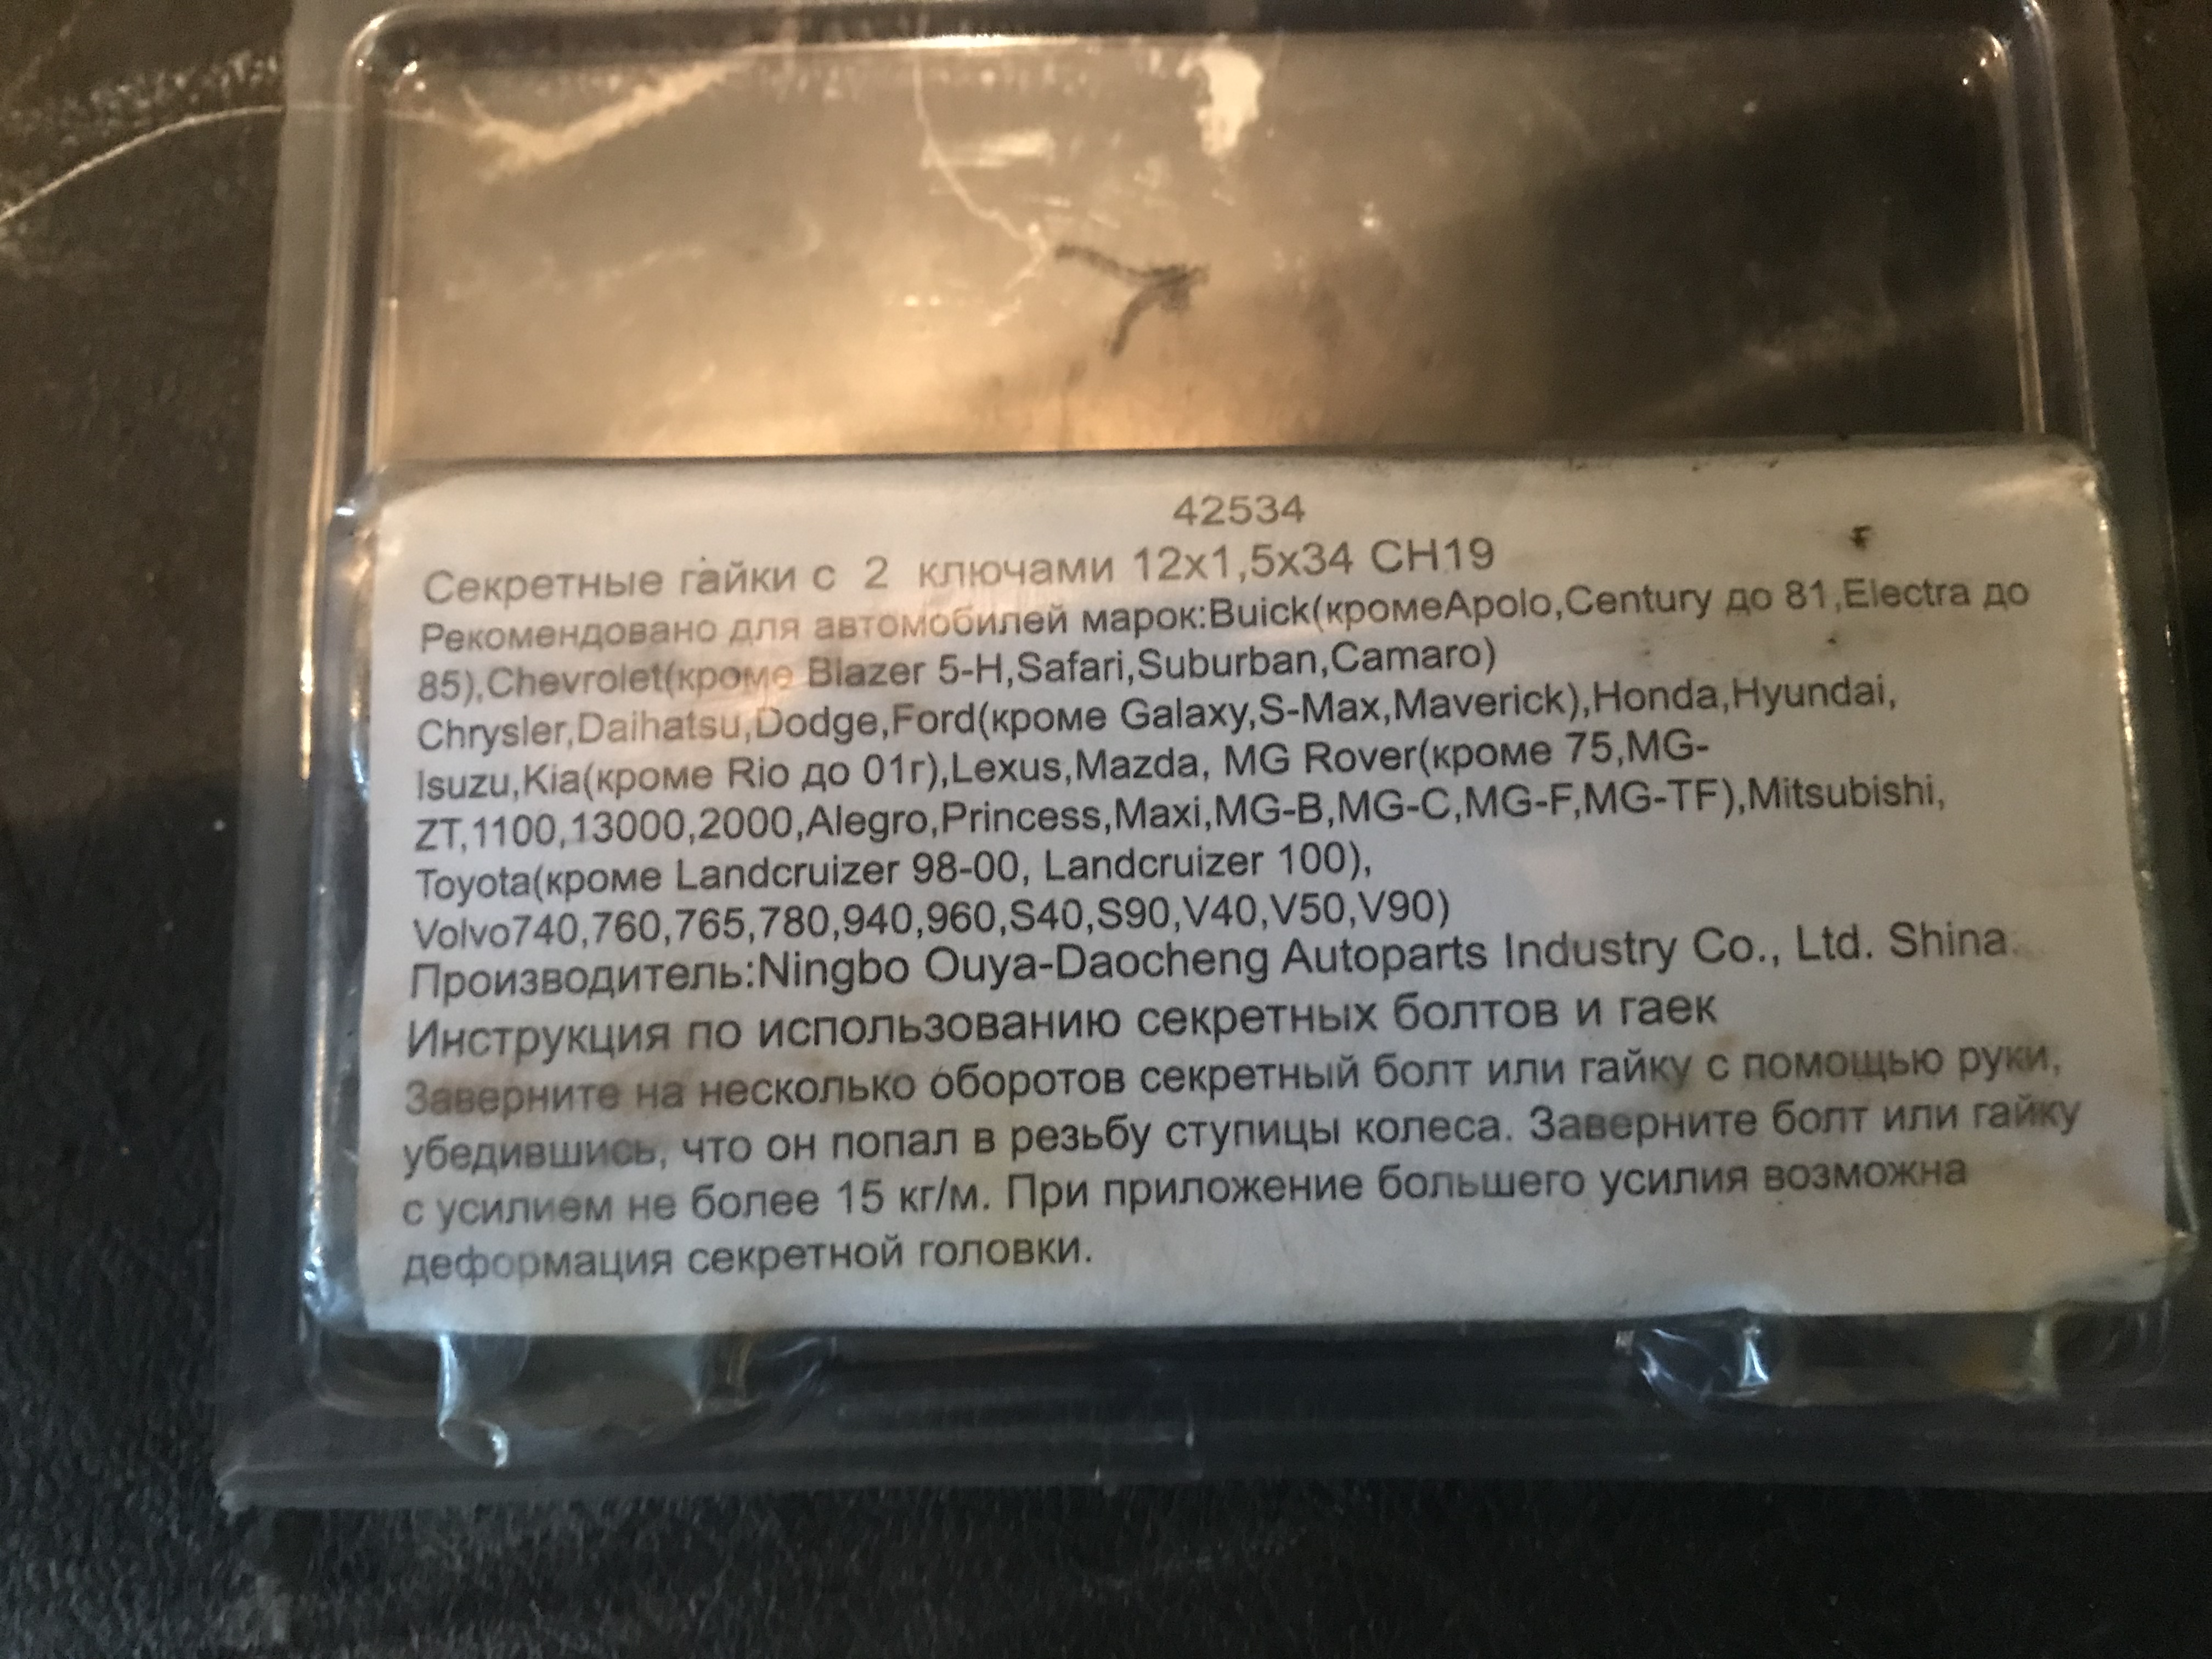 42534
Секретные гайки с 2 ключами 12х1,5х34 CH19
Рекомендовано для автомобилей марок:Buick(кромеApolo,Century до 81,Electra до
85),Chevrolet(кроме Blazer 5-H,Safari,Suburban,Camaro)
Chrysler,Daihatsu,Dodge,Ford(кроме Galaxy,S-Max,Maverick),Honda,Hyundai,
Isuzu,Kia(кроме Rio до 01г),Lexus,Mazda, MG Rover(кроме 75,MG-
ZT,1100,13000,2000,Alegro,Princess,Maxi,MG-B,MG-C,MG-F,MG-TF),Mitsubishi,
Toyota(кроме Landcruizer 98-00, Landcruizer 100),
Volvo740,760,765,780,940,960,S40,S90,V40,V50,V90)
Производитель:Ningbo Ouya-Daocheng Autoparts Industry Co., Ltd. Shina.
Инструкция по использованию секретных болтов и гаек
Заверните на несколько оборотов секретный болт или гайку с помощью руки,
убедившись, что он попал в резьбу ступицы колеса. Заверните болт или гайку
с усилием не более 15 кг/м. При приложение большего усилия возможна
деформация секретной головки.